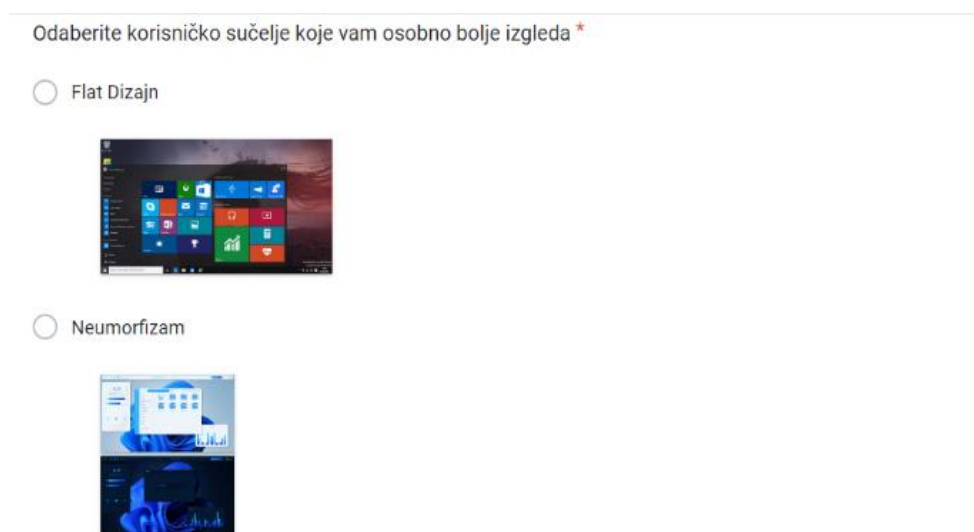 Odaberite korisničko sučelje koje vam osobno bolje izgleda *
Flat Dizajn
Neumorfizam